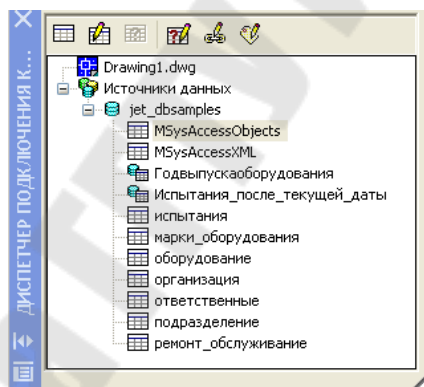 ДИСПЕТЧЕР ПОДКЛЮЧЕНИЯ К...
Drawing1.dwg
Источники данных
jet_dbsamples
MSysAccessObjects
MSysAccessXML
Годвыпускаоборудования
Испытания_после_текущей_даты
испытания
марки_оборудования
оборудование
организация
ответственные
подразделение
ремонт_обслуживание